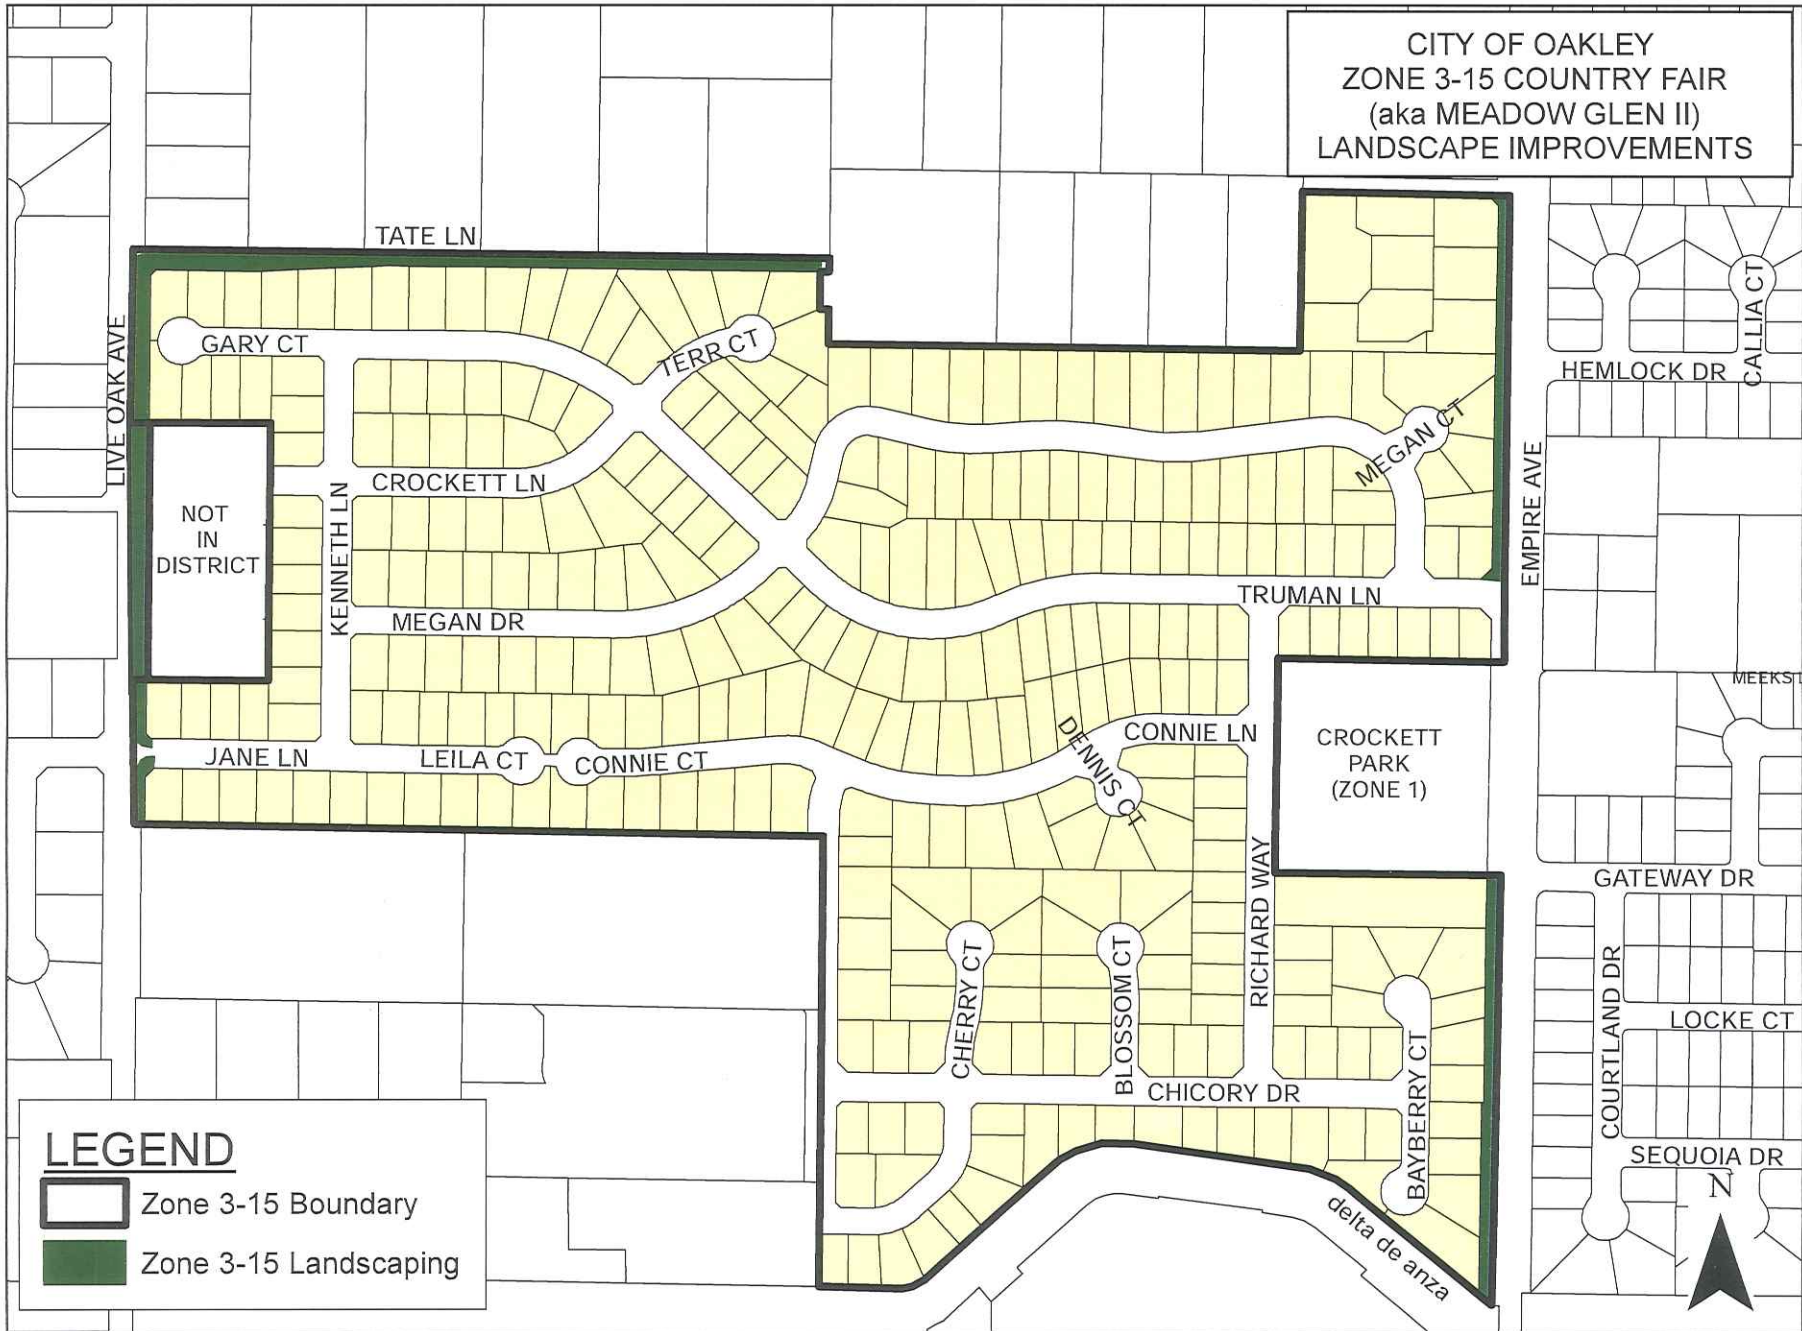 CITY OF OAKLEY
ZONE 3-15 COUNTRY FAIR
(aka MEADOW GLEN II)
LANDSCAPE IMPROVEMENTS
TATE LN
LIVE OAK AVE
GARY CT
TERR CT
CALLIA CT
HEMLOCK DR
MEGAN CT
EMPIRE AVE
CROCKETT LN
KENNETH LN
NOT
IN
DISTRICT
MEGAN DR
TRUMAN LN
MEEKS
JANE LN
LEILA CT
CONNIE CT
DENNIS CT
CONNIE LN
CROCKETT
PARK
(ZONE 1)
RICHARD WAY
GATEWAY DR
CHERRY CT
BLOSSOM CT
COURTLAND DR
LOCKE CT
BAYBERRY CT
CHICORY DR
SEQUOIA DR
delta de anza
N
LEGEND
Zone 3-15 Boundary
Zone 3-15 Landscaping